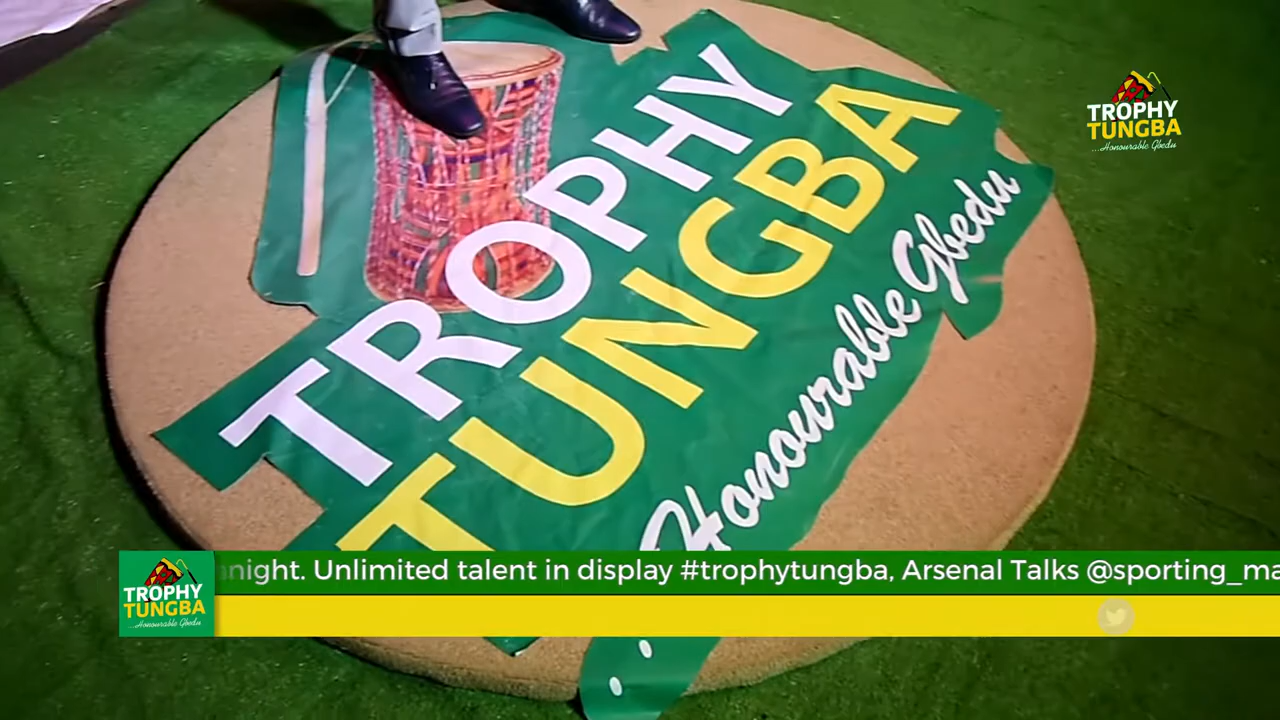 TROPHY
TUNGBA
Honourable Gbedu
TROPHY
TUNGBA
...Honourable Gbedu
TROPHY
TUNGBA
...Honourable Gbedu
night. Unlimited talent in display #trophytungba, Arsenal Talks @sporting_ma